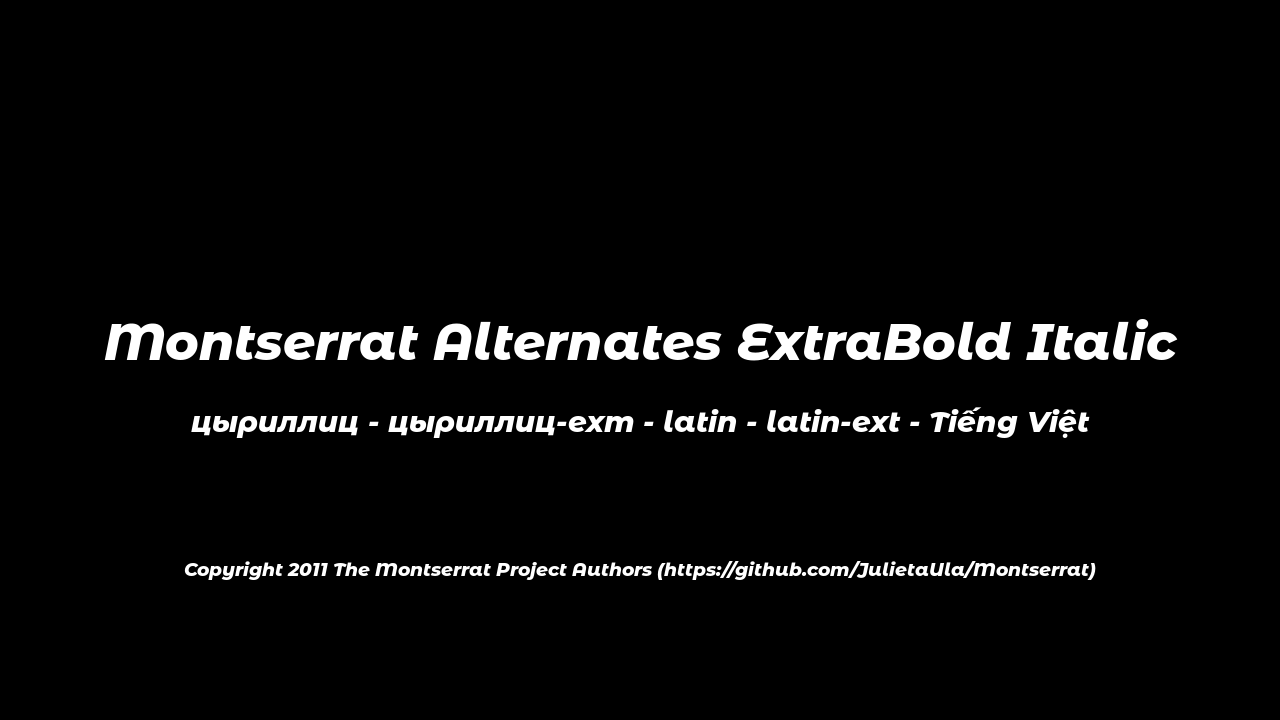 Montserrat Alternates ExtraBold Italic
цыриллиц - цыриллиц-ехт - latin - latin-ext - Tiếng Việt
Copyright 2011 The Montserrat Project Authors (https://github.com/JulietaUla/Montserrat)